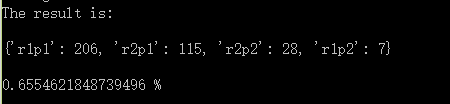 The result is:
{'r1p1': 206, 'r2p1': 115, 'r2p2': 28, 'r1p2': 7}
0.6554621848739496 %